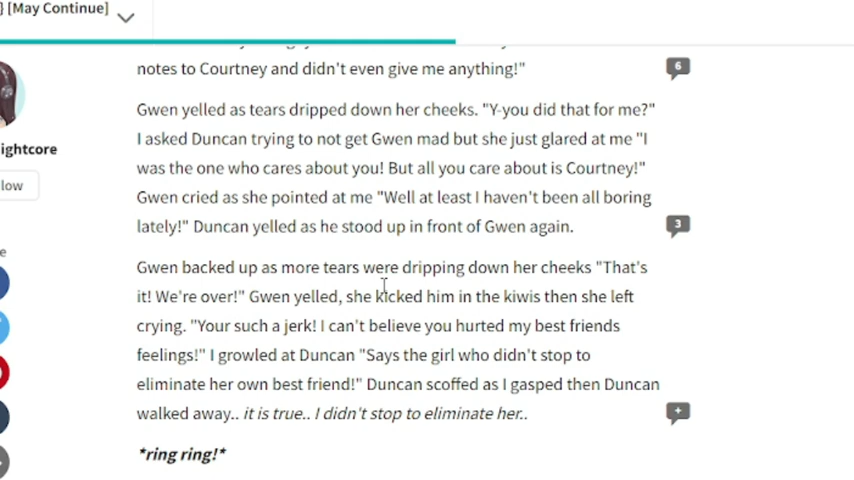 } [May Continue]
notes to Courtney and didn't even give me anything!"
6
Gwen yelled as tears dripped down her cheeks. "Y-you did that for me?"
I asked Duncan trying to not get Gwen mad but she just glared at me "I
ightcore
was the one who cares about you! But all you care about is Courtney!"
low
Gwen cried as she pointed at me "Well at least I haven't been all boring
lately!" Duncan yelled as he stood up in front of Gwen again.
3
e
Gwen backed up as more tears were dripping down her cheeks "That's
it! We're over!" Gwen yelled, she kicked him in the kiwis then she left
crying. "Your such a jerk! I can't believe you hurted my best friends
feelings!" I growled at Duncan "Says the girl who didn't stop to
eliminate her own best friend!" Duncan scoffed as I gasped then Duncan
walked away.. it is true.. I didn't stop to eliminate her..
+
*ring ring!*